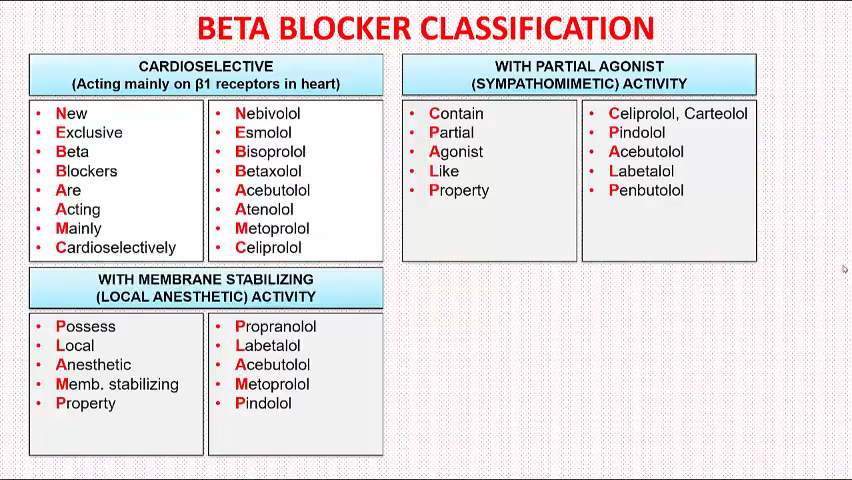 BETA BLOCKER CLASSIFICATION
CARDIOSELECTIVE
(Acting mainly on β1 receptors in heart)
• New
• Exclusive
• Beta
• Blockers
• Are
• Acting
• Mainly
• Cardioselectively
• Nebivolol
• Esmolol
• Bisoprolol
• Betaxolol
• Acebutolol
• Atenolol
• Metoprolol
• Celiprolol
WITH PARTIAL AGONIST
(SYMPATHOMIMETIC) ACTIVITY
• Contain
• Partial
• Agonist
• Like
• Property
• Celiprolol, Carteolol
• Pindolol
• Acebutolol
• Labetalol
• Penbutolol
WITH MEMBRANE STABILIZING
(LOCAL ANESTHETIC) ACTIVITY
• Possess
• Local
• Anesthetic
• Memb. stabilizing
• Property
• Propranolol
• Labetalol
• Acebutolol
• Metoprolol
• Pindolol